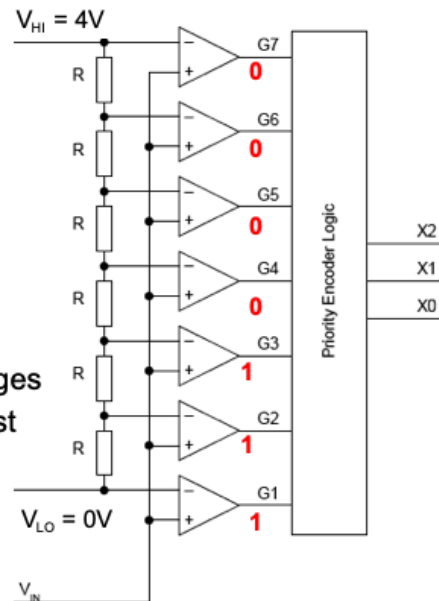 V_HI = 4V
G7
0
R
G6
0
R
G5
0
R
G4
0
R
G3
1
R
G2
1
R
G1
1
ges
st
V_LO = 0V
V_IN
Priority Encoder Logic
X2
X1
X0
− +
− +
− +
− +
− +
− +
− +